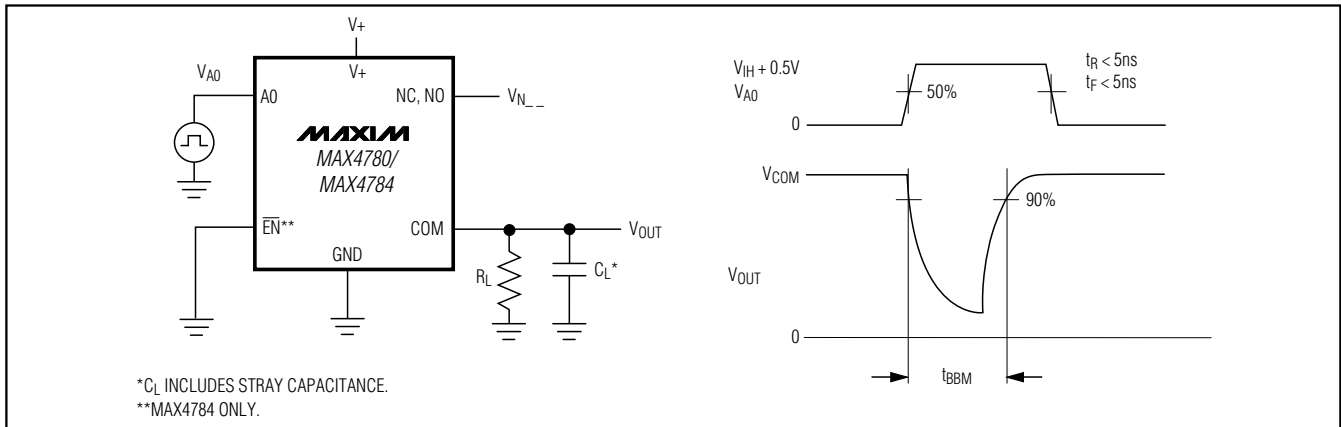 V+
V+
VA0
A0
NC, NO
VN_ _
MAXIM
MAX4780/
MAX4784
EN**
COM
VOUT
GND
RL
CL*
*CL INCLUDES STRAY CAPACITANCE.
**MAX4784 ONLY.
VIH + 0.5V
VA0
0
50%
tR < 5ns
tF < 5ns
VCOM
90%
VOUT
0
tBBM